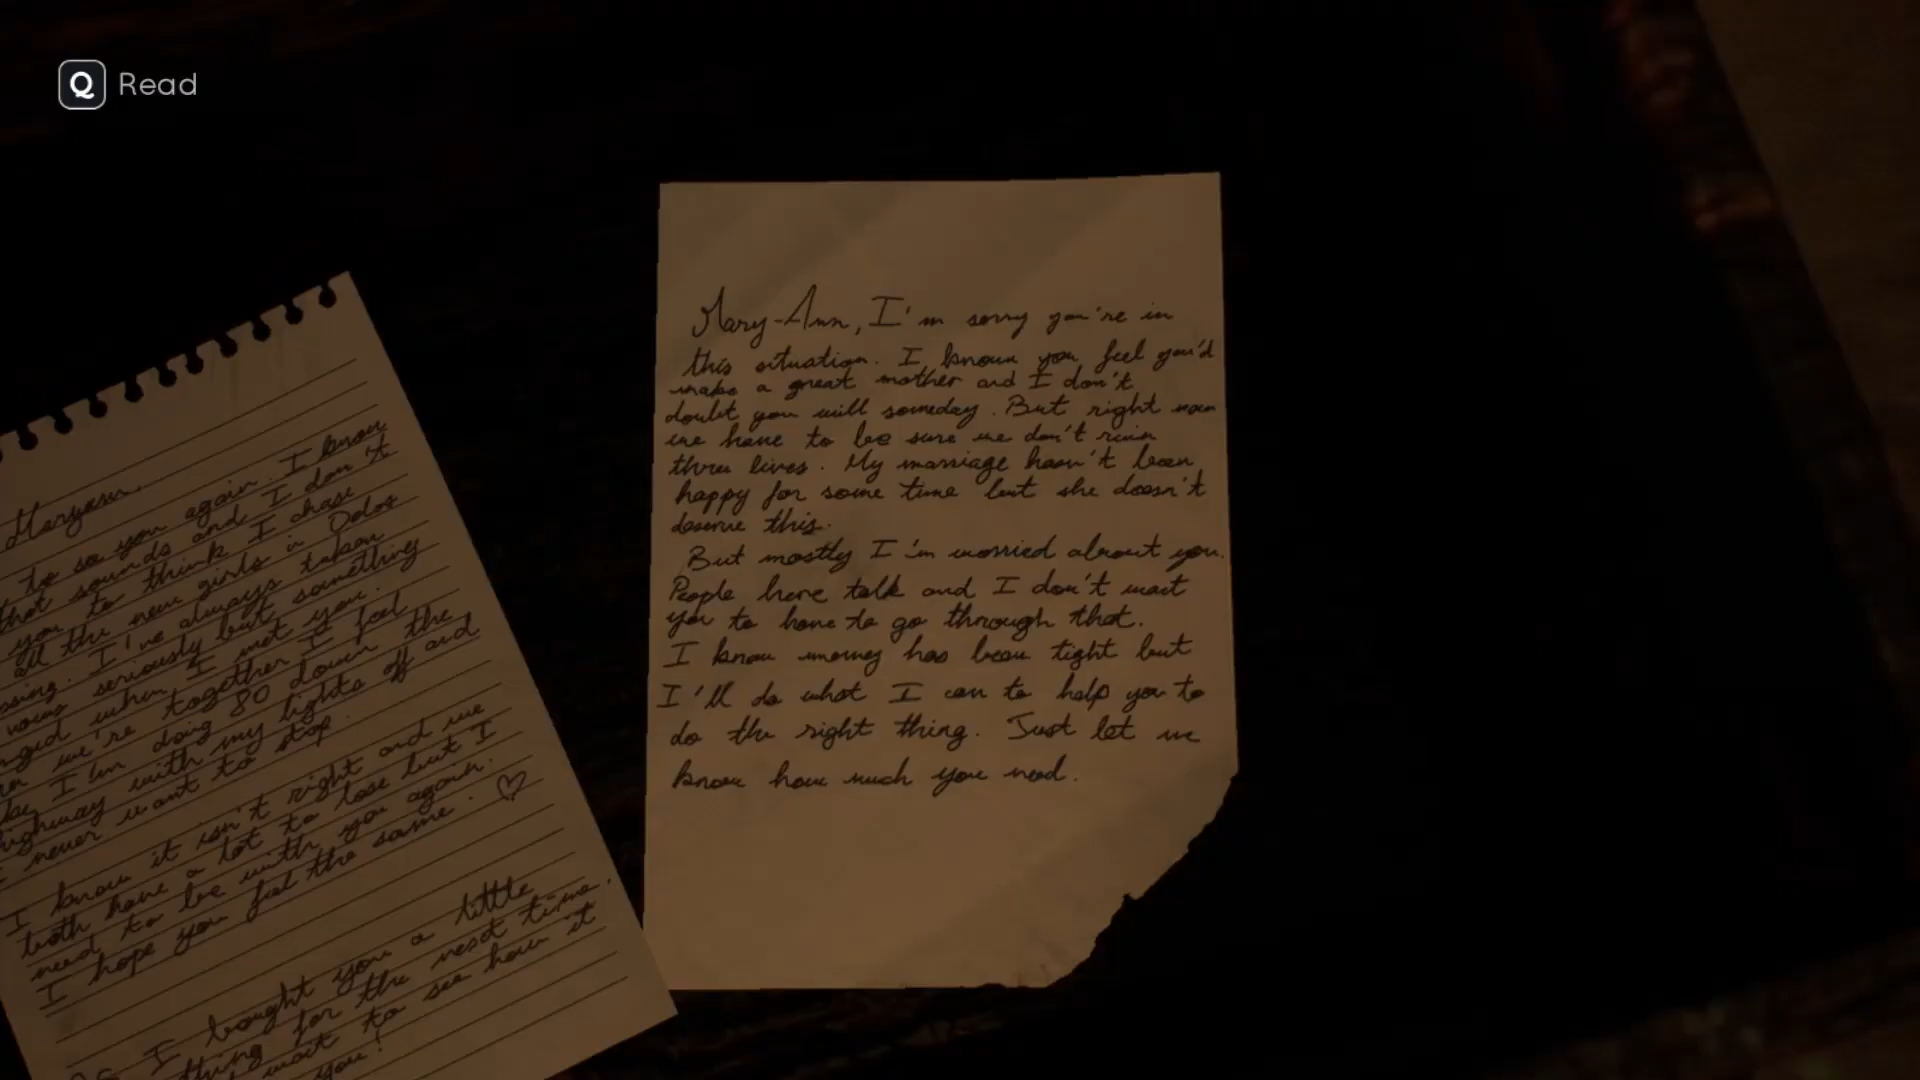 Q Read
Maryann.
to see you again. I know
that sounds and I don't
you to think I chase
all the new girls in Delos
ssing. I've always taken
vows seriously but something
nged when I met you.
en we're together I feel
ke I'm doing 80 down the
highway with my lights off and
I never want to stop.
I know it isn't right and we
both have a lot to lose but I
need to be with you again.
I hope you feel the same. ♡
I bought you a little
thing for the next time.
wait to see how it
you!
Mary-Ann, I'm sorry you're in
this situation. I know you feel you'd
make a great mother and I don't
doubt you will someday. But right now
we have to be sure we don't ruin
three lives. My marriage hasn't been
happy for some time but she doesn't
deserve this.
But mostly I'm worried about you.
People here talk and I don't want
you to have to go through that.
I know money has been tight but
I'll do what I can to help you to
do the right thing. Just let me
know how much you need.